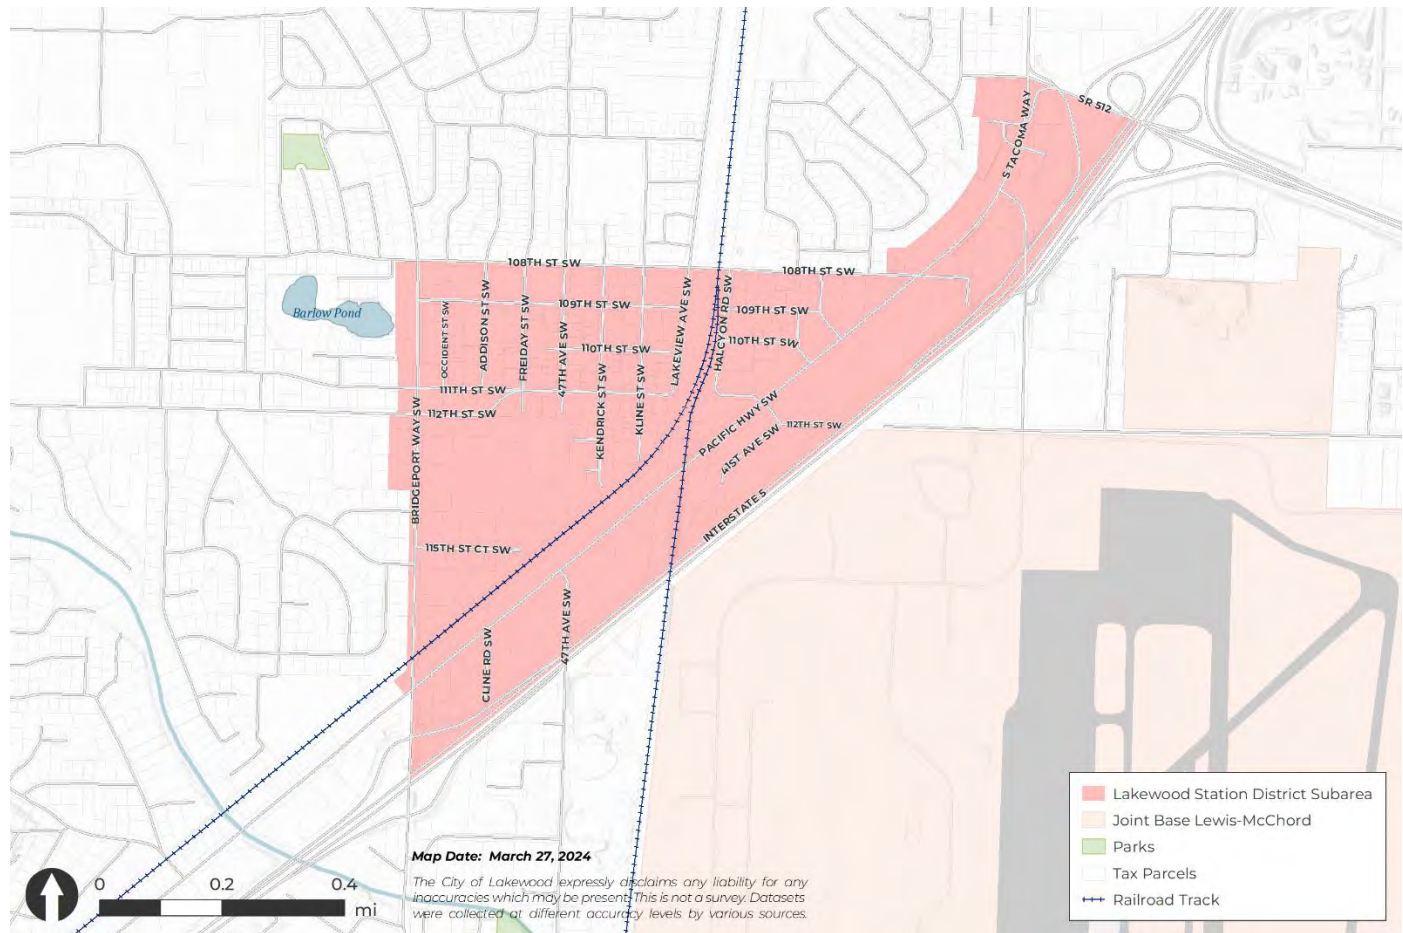 SR 512
S TACOMA WAY
108TH ST SW
108TH ST SW
Barlow Pond
OCCIDENT ST SW
ADDISON ST SW
FREIDAY ST SW
47TH AVE SW
109TH ST SW
110TH ST SW
KENDRICK ST SW
KLINE ST SW
LAKEVIEW AVE SW
HALCYON RD SW
109TH ST SW
110TH ST SW
111TH ST SW
112TH ST SW
BRIDGEPORT WAY SW
PACIFIC HWY SW
41ST AVE SW
112TH ST SW
INTERSTATE 5
115TH ST CT SW
CLINE RD SW
47TH AVE SW
Lakewood Station District Subarea
Joint Base Lewis-McChord
Parks
Tax Parcels
Railroad Track
0 0.2 0.4
mi
Map Date: March 27, 2024
The City of Lakewood expressly disclaims any liability for any
inaccuracies which may be present. This is not a survey. Datasets
were collected at different accuracy levels by various sources.